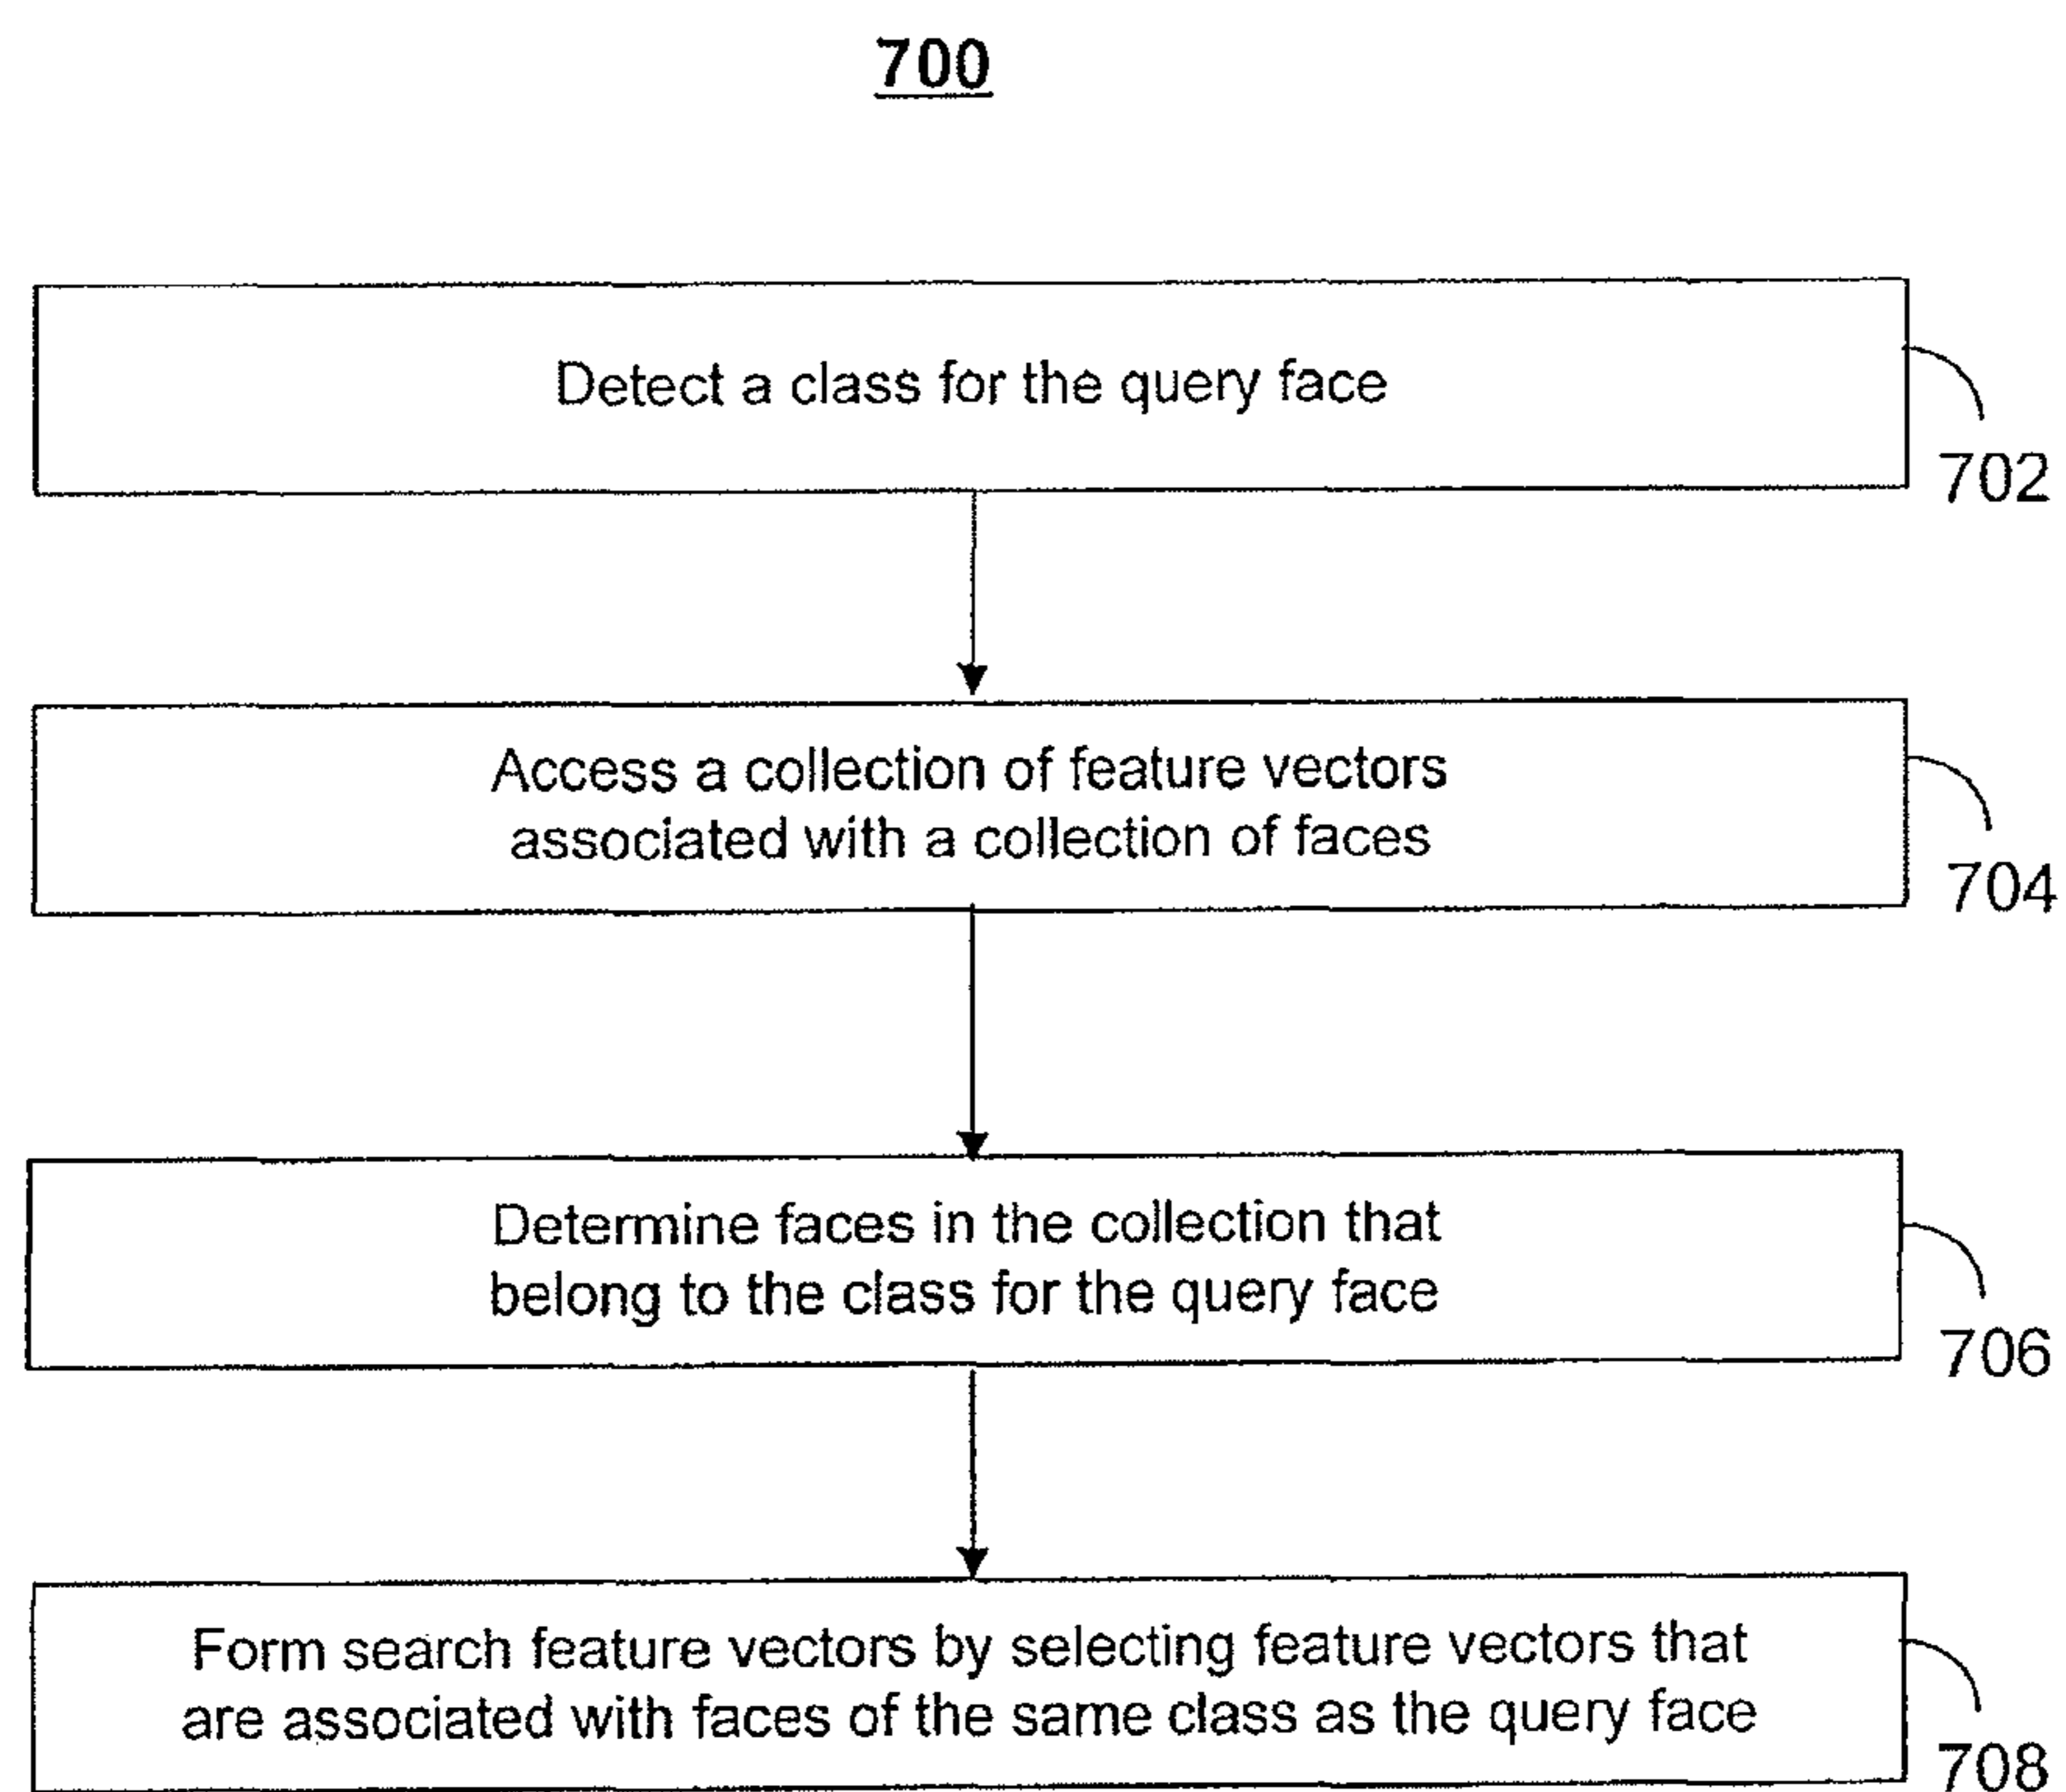 700
Detect a class for the query face
702
Access a collection of feature vectors
associated with a collection of faces
704
Determine faces in the collection that
belong to the class for the query face
706
Form search feature vectors by selecting feature vectors that
are associated with faces of the same class as the query face
708